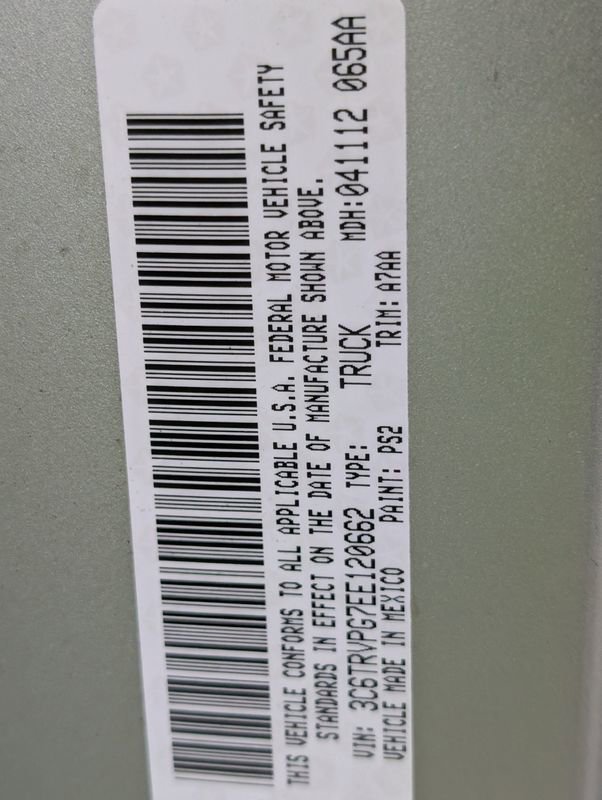 THIS VEHICLE CONFORMS TO ALL APPLICABLE U.S.A. FEDERAL MOTOR VEHICLE SAFETY
STANDARDS IN EFFECT ON THE DATE OF MANUFACTURE SHOWN ABOVE.
VIN: 3C6TRVPG7EE120662 TYPE: TRUCK MDH:041112 065AA
VEHICLE MADE IN MEXICO PAINT: PS2 TRIM: A7AA